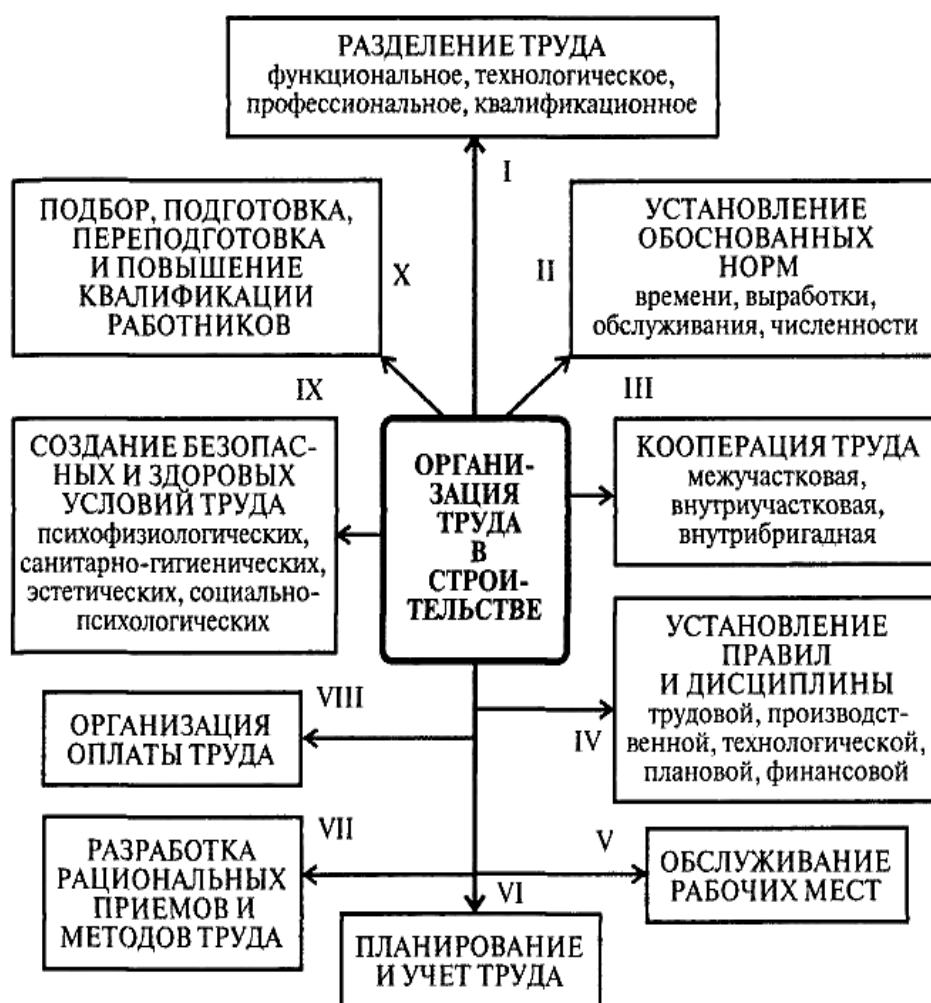 РАЗДЕЛЕНИЕ ТРУДА
функциональное, технологическое,
профессиональное, квалификационное
I
ПОДБОР, ПОДГОТОВКА,
ПЕРЕПОДГОТОВКА
И ПОВЫШЕНИЕ
КВАЛИФИКАЦИИ
РАБОТНИКОВ
X
II
УСТАНОВЛЕНИЕ
ОБОСНОВАННЫХ
НОРМ
времени, выработки,
обслуживания, численности
IX
III
СОЗДАНИЕ БЕЗОПАС-
НЫХ И ЗДОРОВЫХ
УСЛОВИЙ ТРУДА
психофизиологических,
санитарно-гигиенических,
эстетических, социально-
психологических
ОРГАНИ-
ЗАЦИЯ
ТРУДА
В
СТРОИ-
ТЕЛЬСТВЕ
КООПЕРАЦИЯ ТРУДА
межучастковая,
внутриучастковая,
внутрибригадная
УСТАНОВЛЕНИЕ
ПРАВИЛ
И ДИСЦИПЛИНЫ
трудовой, производст-
венной, технологической,
плановой, финансовой
VIII
IV
ОРГАНИЗАЦИЯ
ОПЛАТЫ ТРУДА
VII
V
РАЗРАБОТКА
РАЦИОНАЛЬНЫХ
ПРИЕМОВ И
МЕТОДОВ ТРУДА
ОБСЛУЖИВАНИЕ
РАБОЧИХ МЕСТ
VI
ПЛАНИРОВАНИЕ
И УЧЕТ ТРУДА